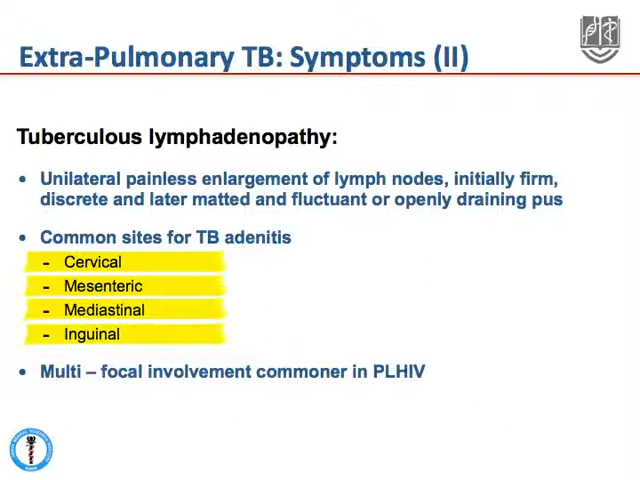 Extra-Pulmonary TB: Symptoms (II)
Tuberculous lymphadenopathy:
• Unilateral painless enlargement of lymph nodes, initially firm,
discrete and later matted and fluctuant or openly draining pus
• Common sites for TB adenitis
- Cervical
- Mesenteric
- Mediastinal
- Inguinal
• Multi – focal involvement commoner in PLHIV